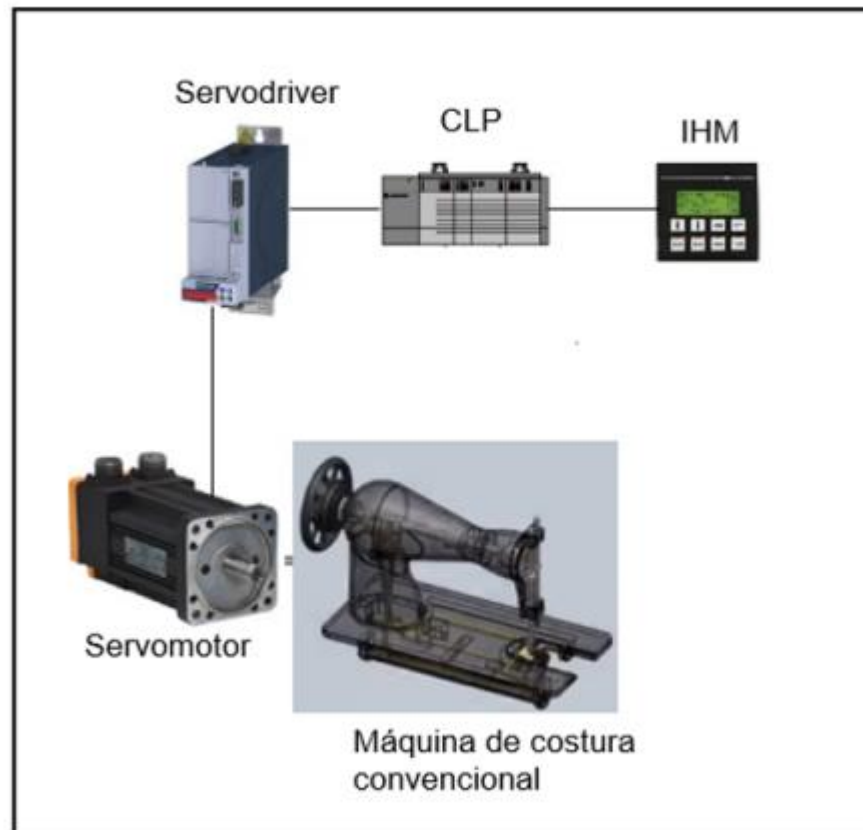 Servodriver
CLP
IHM
Servomotor
Máquina de costura
convencional